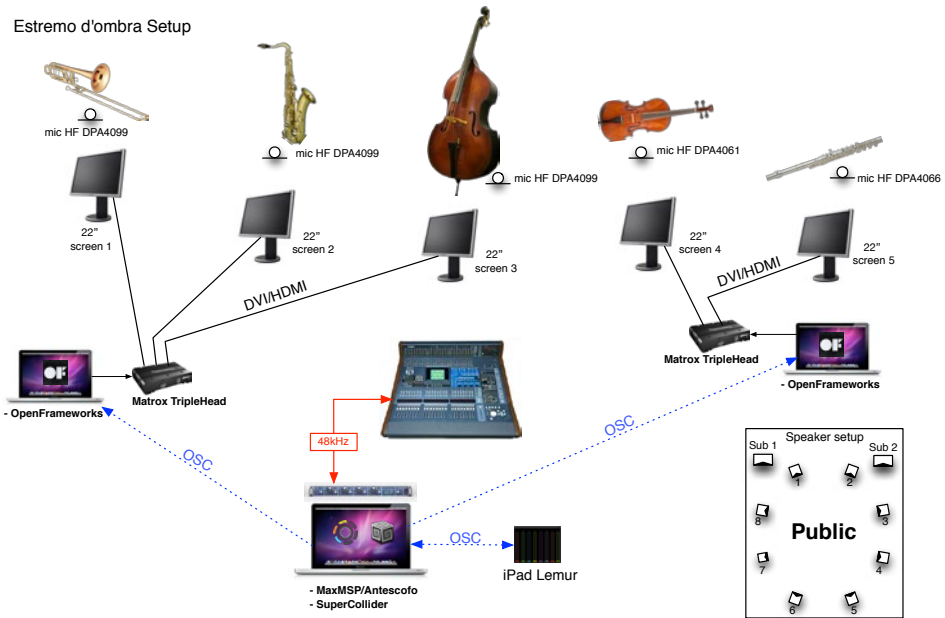 Estremo d'ombra Setup
mic HF DPA4099
mic HF DPA4099
mic HF DPA4099
mic HF DPA4061
mic HF DPA4066
22”
screen 1
22”
screen 2
22”
screen 3
22”
screen 4
22”
screen 5
DVI/HDMI
DVI/HDMI
OF
- OpenFrameworks
Matrox TripleHead
Matrox TripleHead
OF
- OpenFrameworks
OSC
48kHz
OSC
OSC
iPad Lemur
- MaxMSP/Antescofo
- SuperCollider
Speaker setup
Sub 1
Sub 2
1
2
8
3
Public
7
4
6
5